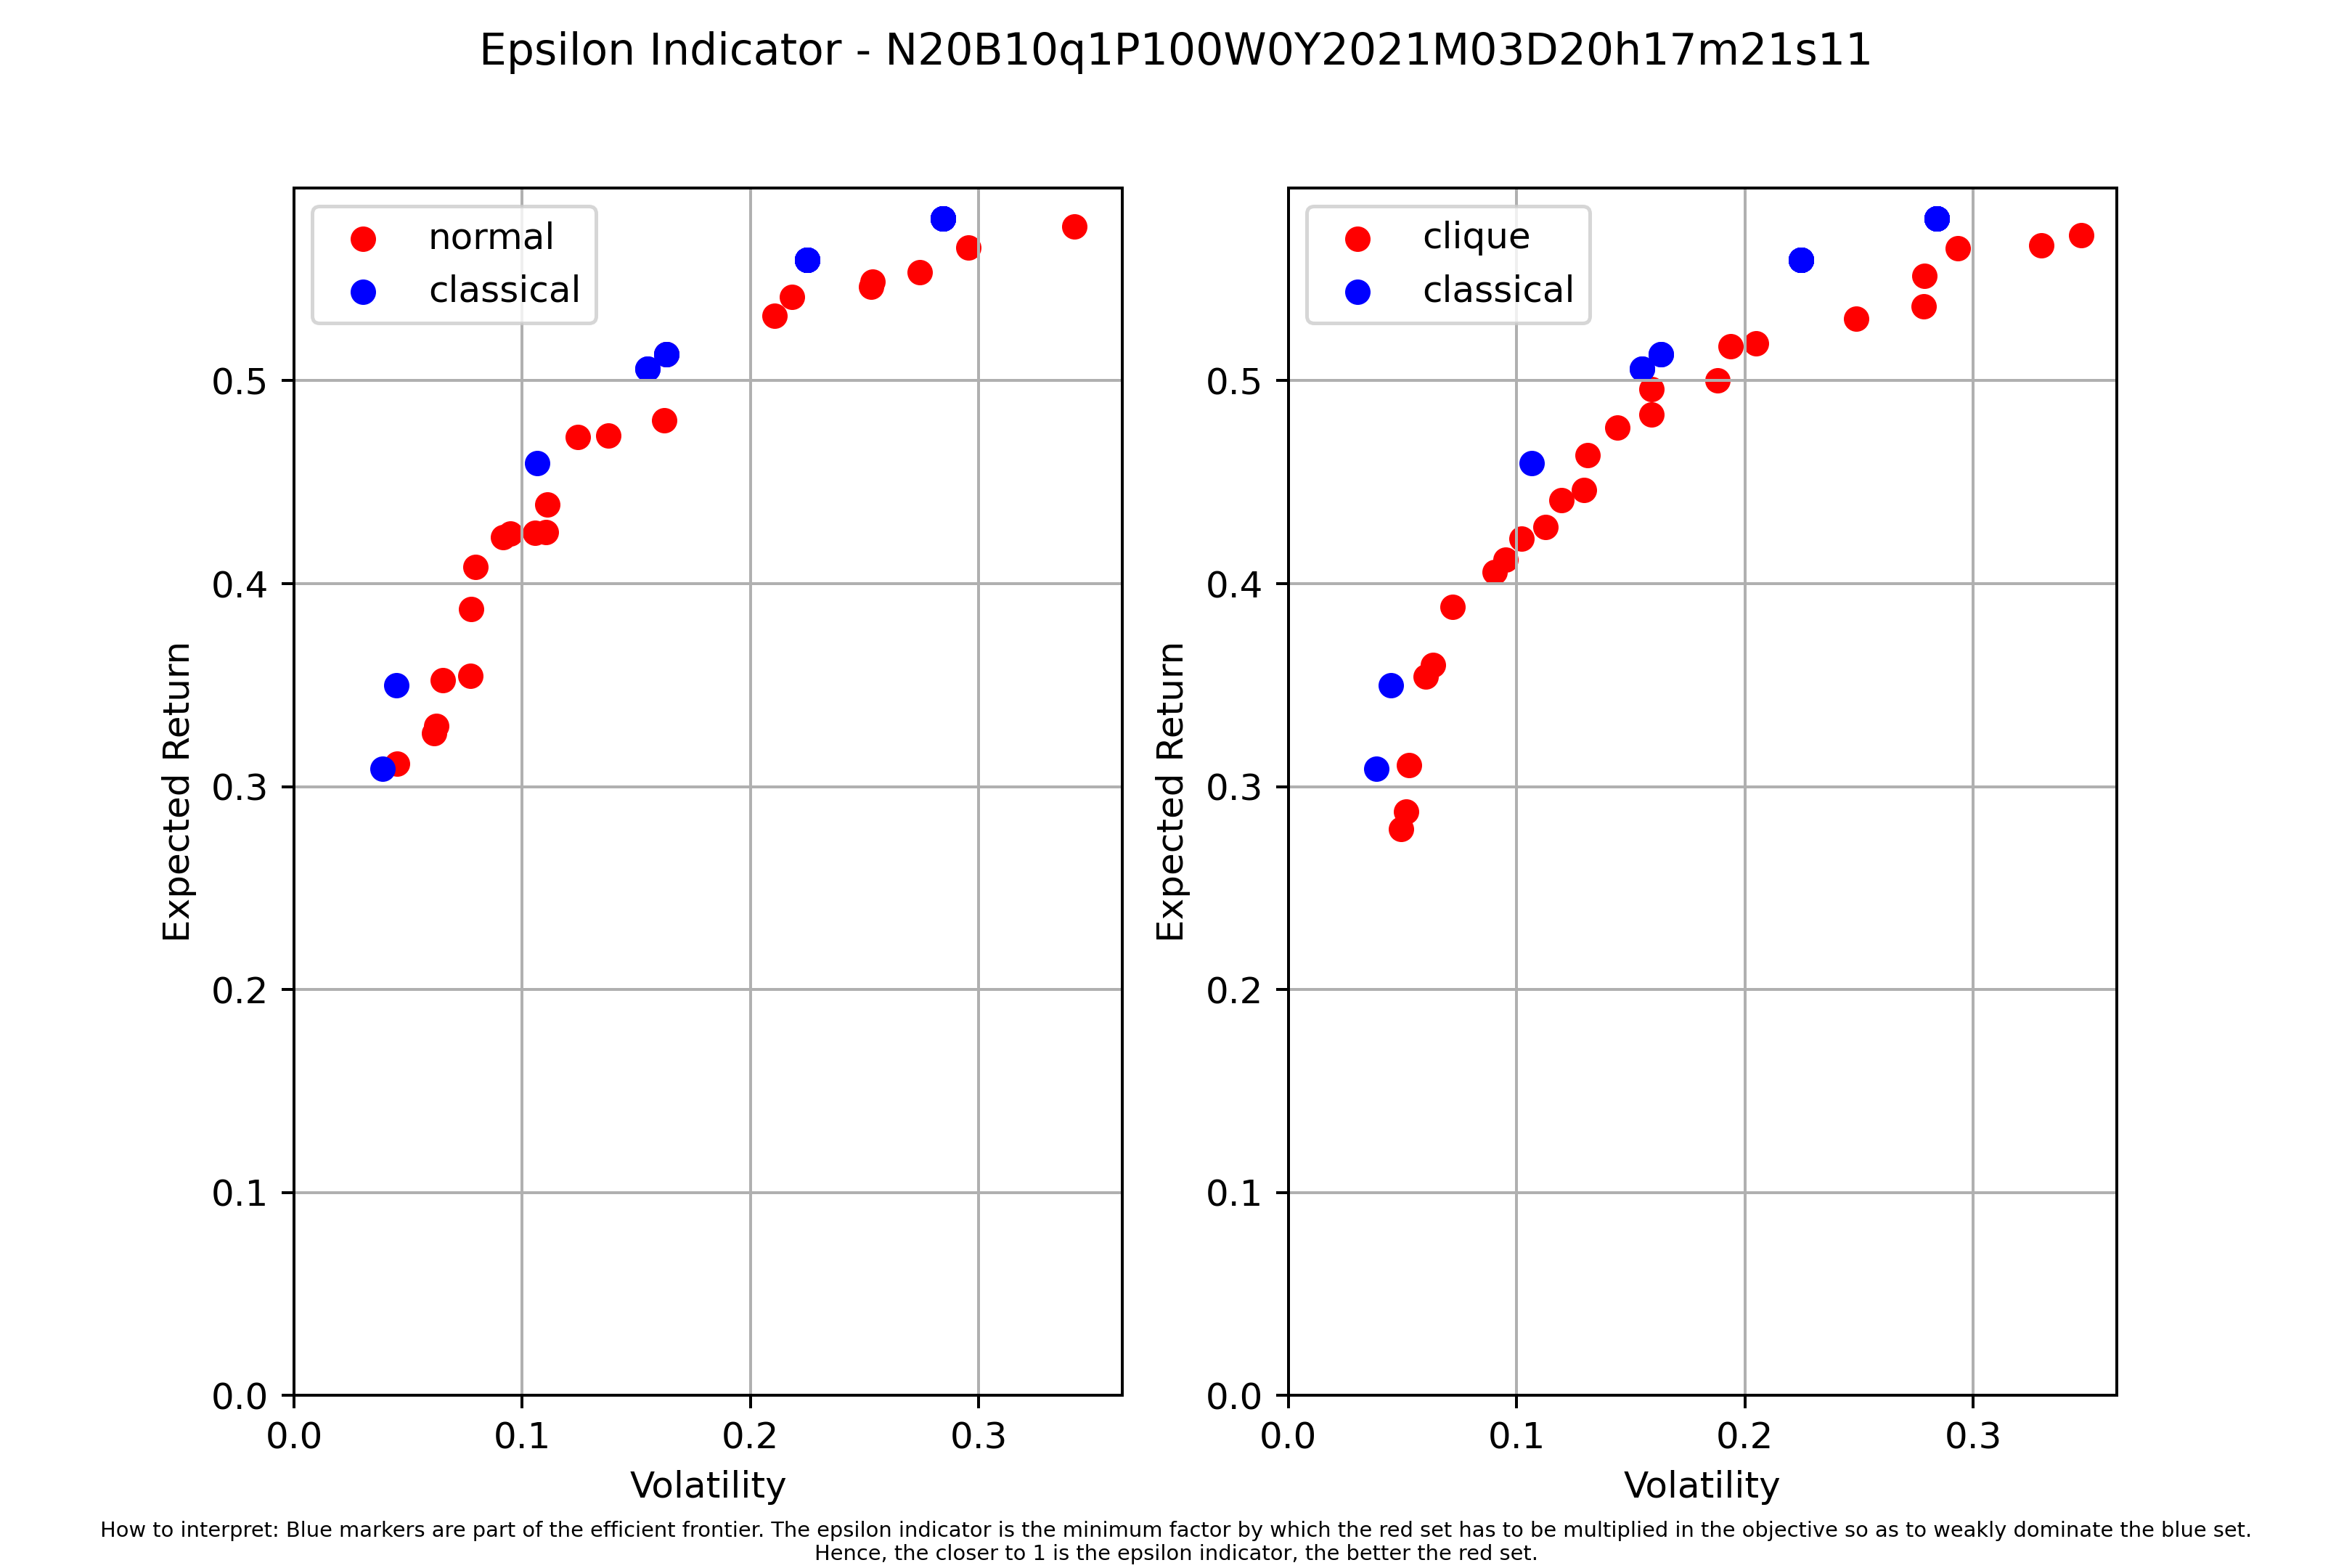 Epsilon Indicator - N20B10q1P100W0Y2021M03D20h17m21s11
normal
classical
0.5
0.4
0.3
0.2
0.1
0.0
Expected Return
0.0 0.1 0.2 0.3
Volatility
clique
classical
0.5
0.4
0.3
0.2
0.1
0.0
Expected Return
0.0 0.1 0.2 0.3
Volatility
How to interpret: Blue markers are part of the efficient frontier. The epsilon indicator is the minimum factor by which the red set has to be multiplied in the objective so as to weakly dominate the blue set.
Hence, the closer to 1 is the epsilon indicator, the better the red set.